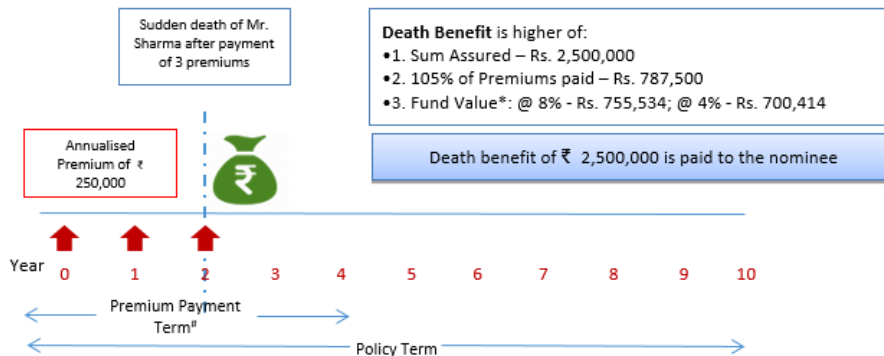 Sudden death of Mr.
Sharma after payment
of 3 premiums
Death Benefit is higher of:
•1. Sum Assured – Rs. 2,500,000
•2. 105% of Premiums paid – Rs. 787,500
•3. Fund Value*: @ 8% - Rs. 755,534; @ 4% - Rs. 700,414
Annualised
Premium of ₹
250,000
₹
Death benefit of ₹ 2,500,000 is paid to the nominee
Year 0 1 2 3 4 5 6 7 8 9 10
Premium Payment
Term#
Policy Term